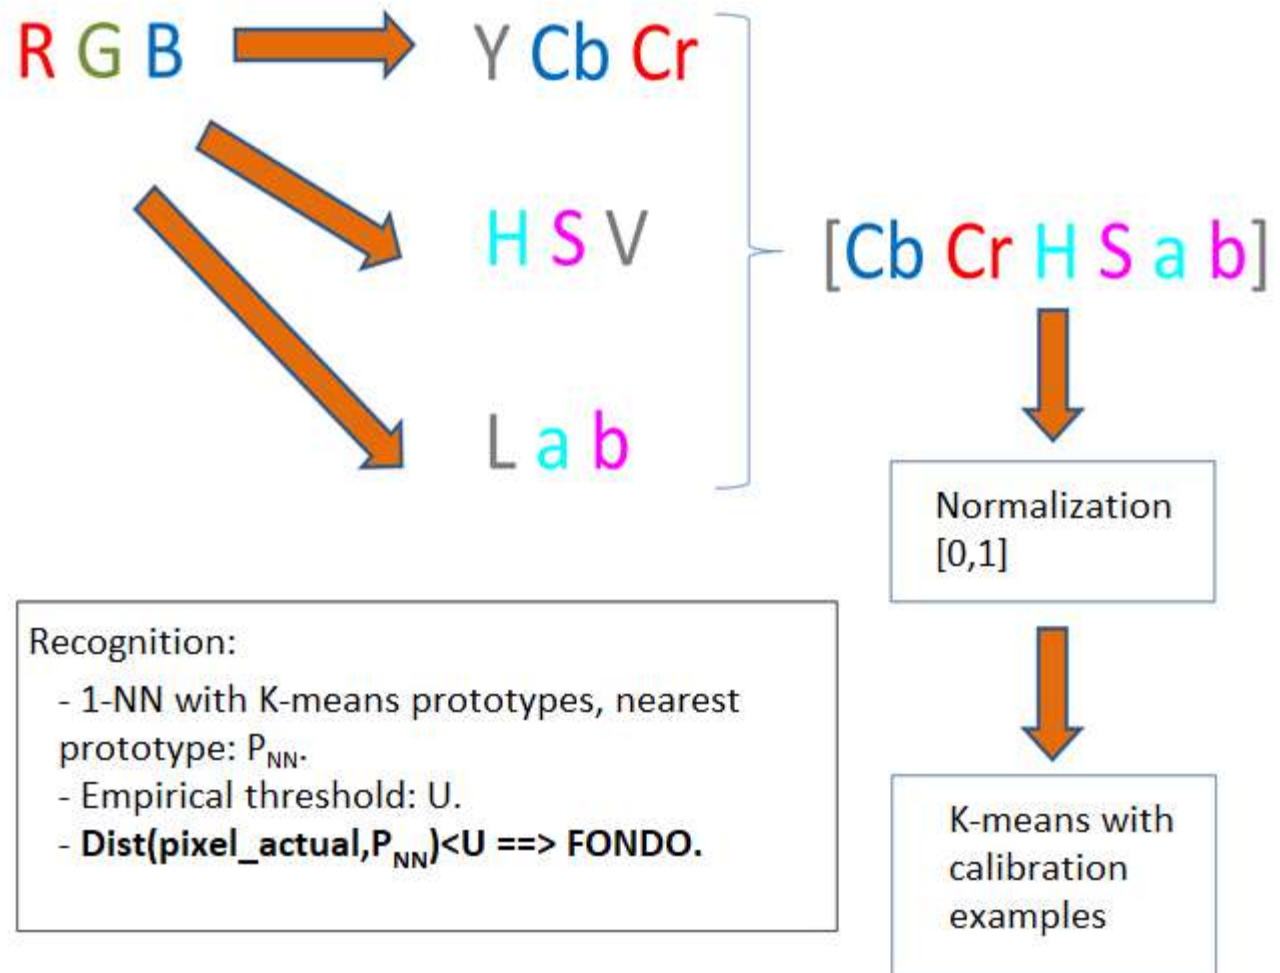 R G B
Y Cb Cr
H S V
[Cb Cr H S a b]
L a b
Normalization
[0,1]
Recognition:
- 1-NN with K-means prototypes, nearest
prototype: PNN.
- Empirical threshold: U.
- Dist(pixel_actual,PNN)<U ==> FONDO.
K-means with
calibration
examples